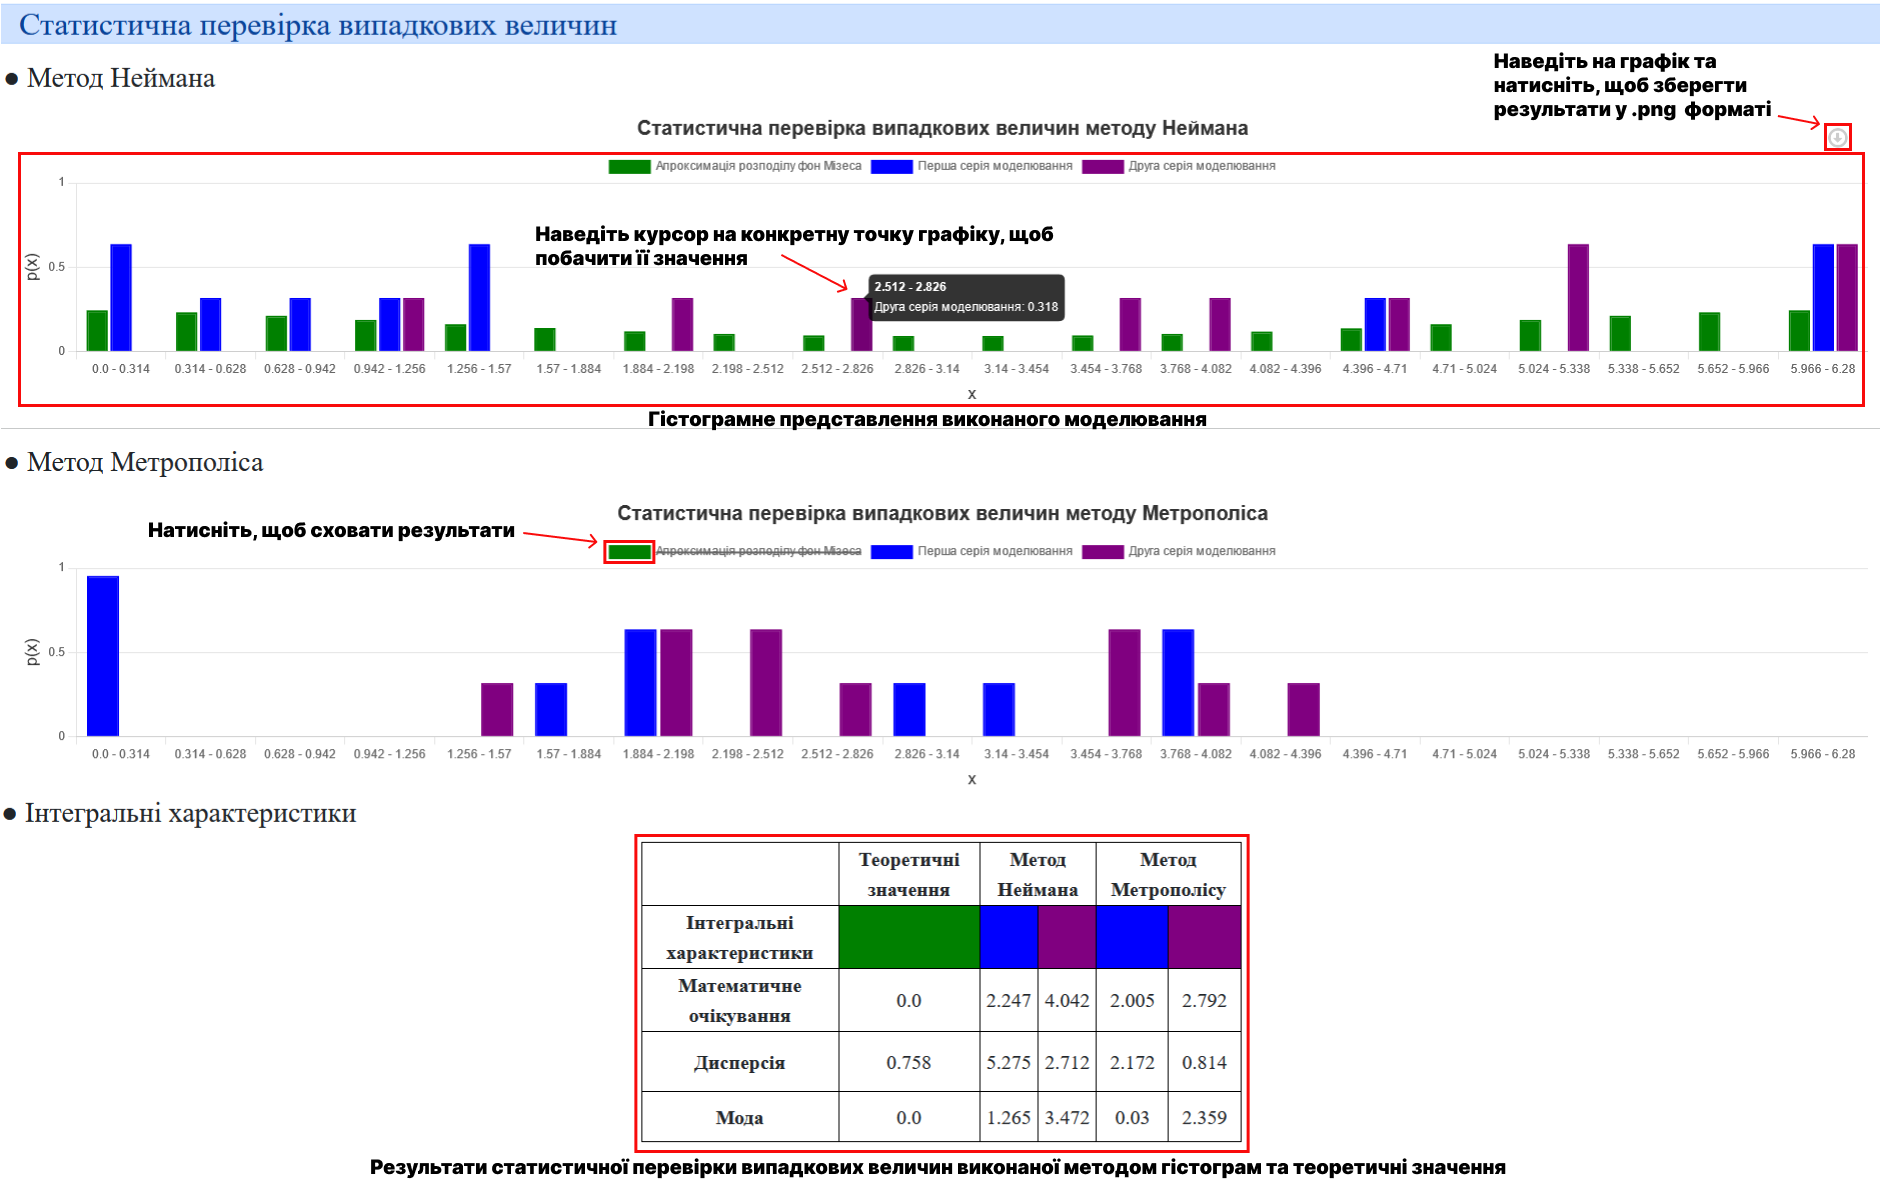 Статистична перевірка випадкових величин
● Метод Неймана
Наведіть на графік та
натисніть, щоб зберегти
результати у .png форматі
Статистична перевірка випадкових величин методу Неймана
Апроксимація розподілу фон Мізеса Перша серія моделювання Друга серія моделювання
1
0.5
0
p(x)
Наведіть курсор на конкретну точку графіку, щоб
побачити її значення
2.512 - 2.826
Друга серія моделювання: 0.318
0.0 - 0.314 0.314 - 0.628 0.628 - 0.942 0.942 - 1.256 1.256 - 1.57 1.57 - 1.884 1.884 - 2.198 2.198 - 2.512 2.512 - 2.826 2.826 - 3.14 3.14 - 3.454 3.454 - 3.768 3.768 - 4.082 4.082 - 4.396 4.396 - 4.71 4.71 - 5.024 5.024 - 5.338 5.338 - 5.652 5.652 - 5.966 5.966 - 6.28
x
Гістограмне представлення виконаного моделювання
● Метод Метрополіса
Статистична перевірка випадкових величин методу Метрополіса
Натисніть, щоб сховати результати
Апроксимація розподілу фон Мізеса Перша серія моделювання Друга серія моделювання
1
0.5
0
p(x)
0.0 - 0.314 0.314 - 0.628 0.628 - 0.942 0.942 - 1.256 1.256 - 1.57 1.57 - 1.884 1.884 - 2.198 2.198 - 2.512 2.512 - 2.826 2.826 - 3.14 3.14 - 3.454 3.454 - 3.768 3.768 - 4.082 4.082 - 4.396 4.396 - 4.71 4.71 - 5.024 5.024 - 5.338 5.338 - 5.652 5.652 - 5.966 5.966 - 6.28
x
● Інтегральні характеристики
Теоретичні Метод Метод
значення Неймана Метрополісу
Інтегральні
характеристики
Математичне
очікування 0.0 2.247 4.042 2.005 2.792
Дисперсія 0.758 5.275 2.712 2.172 0.814
Мода 0.0 1.265 3.472 0.03 2.359
Результати статистичної перевірки випадкових величин виконаної методом гістограм та теоретичні значення